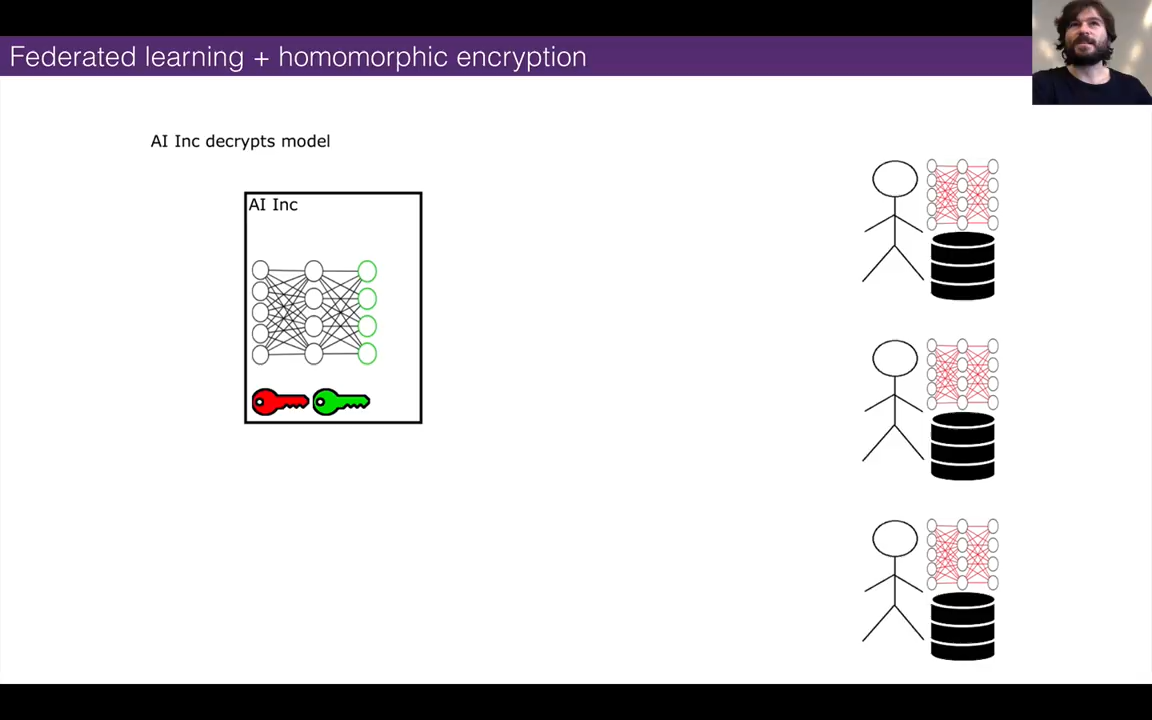 Federated learning + homomorphic encryption
AI Inc decrypts model
AI Inc